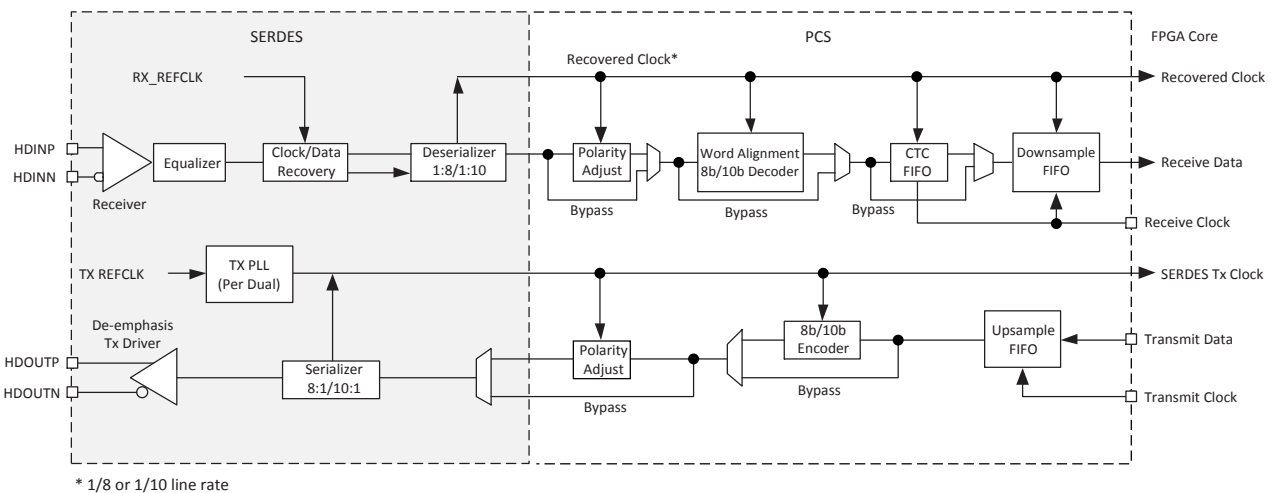 SERDES
PCS
FPGA Core
RX_REFCLK
Recovered Clock*
Recovered Clock
HDINP
HDINN
Receiver
Equalizer
Clock/Data
Recovery
Deserializer
1:8/1:10
Polarity
Adjust
Bypass
Word Alignment
8b/10b Decoder
Bypass
CTC
FIFO
Bypass
Downsample
FIFO
Receive Data
Receive Clock
TX REFCLK
TX PLL
(Per Dual)
SERDES Tx Clock
De-emphasis
Tx Driver
HDOUTP
HDOUTN
Serializer
8:1/10:1
Polarity
Adjust
Bypass
8b/10b
Encoder
Bypass
Upsample
FIFO
Transmit Data
Transmit Clock
* 1/8 or 1/10 line rate